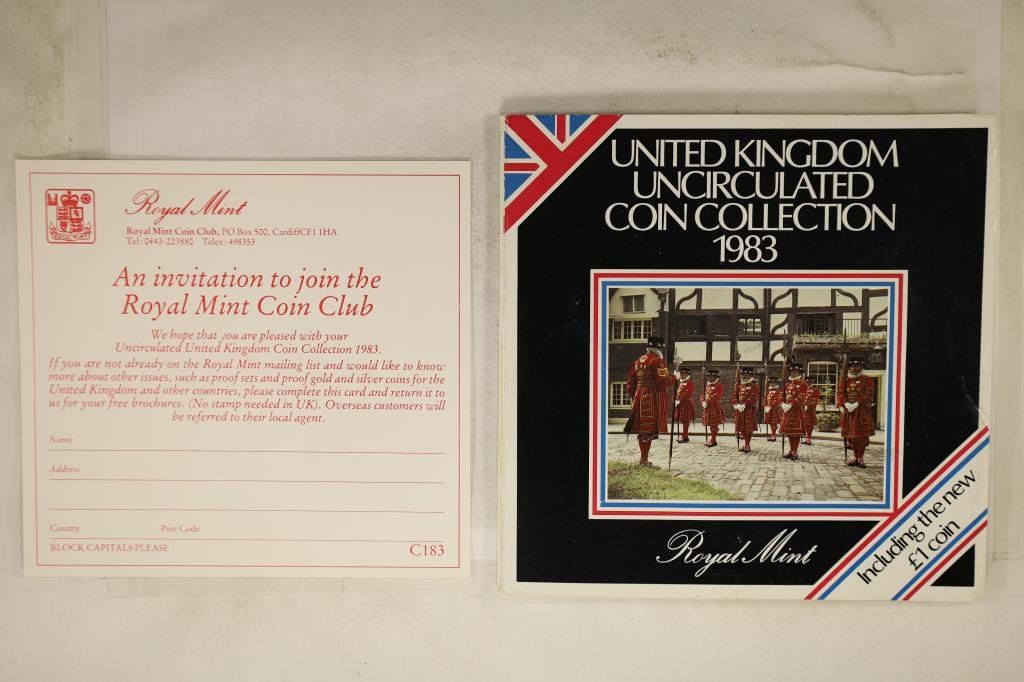 Royal Mint
Royal Mint Coin Club, PO Box 500, CardiffCF1 1HA
Tel: 0443-223880 Telex: 498353
An invitation to join the
Royal Mint Coin Club
We hope that you are pleased with your
Uncirculated United Kingdom Coin Collection 1983.
If you are not already on the Royal Mint mailing list and would like to know
more about other issues, such as proof sets and proof gold and silver coins for the
United Kingdom and other countries, please complete this card and return it to
us for your free brochures. (No stamp needed in UK). Overseas customers will
be referred to their local agent.
Name
Address
County Post Code
BLOCK CAPITALS PLEASE C183
UNITED KINGDOM
UNCIRCULATED
COIN COLLECTION
1983
Royal Mint
Including the new
£1 coin